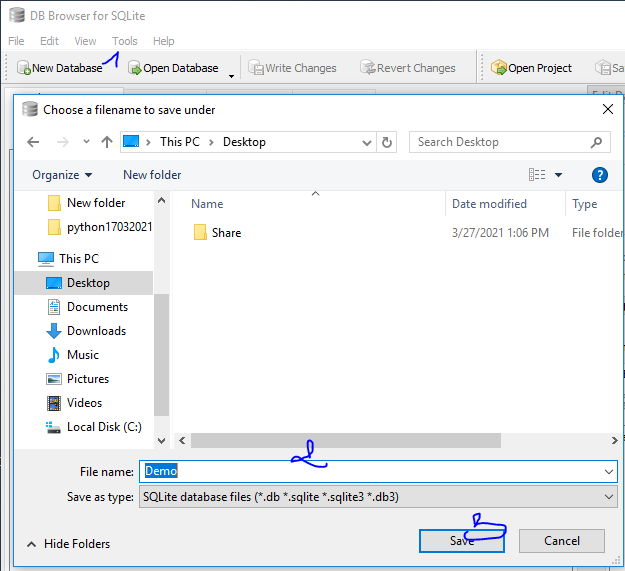 DB Browser for SQLite
File Edit View Tools Help
1
New Database Open Database Write Changes Revert Changes Open Project
Choose a filename to save under
This PC > Desktop Search Desktop
Organize New folder ?
Name Date modified Type
New folder
python17032021
Share 3/27/2021 1:06 PM File folder
This PC
Desktop
Documents
Downloads
Music
Pictures
Videos
Local Disk (C:)
2
File name: Demo
Save as type: SQLite database files (*.db *.sqlite *.sqlite3 *.db3)
Hide Folders Save Cancel